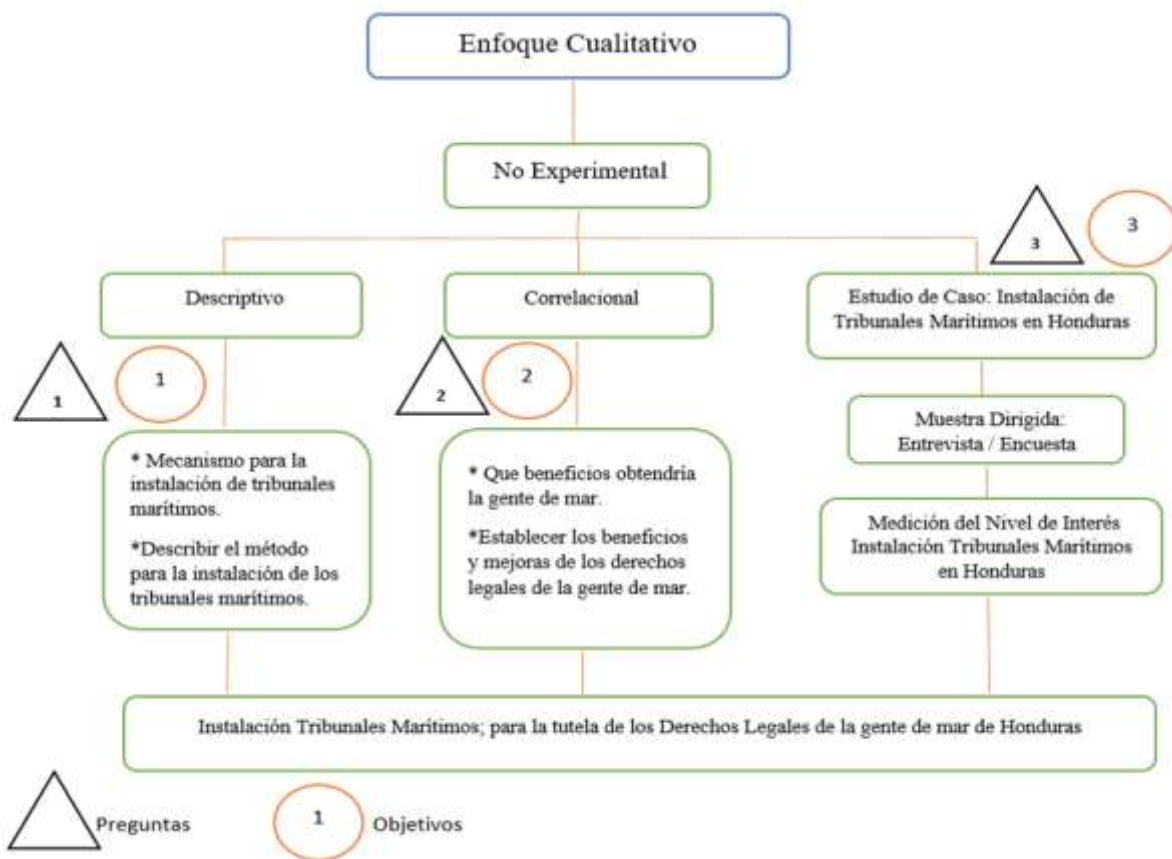 Enfoque Cualitativo
No Experimental
3
3
Descriptivo
Correlacional
Estudio de Caso: Instalación de
Tribunales Marítimos en Honduras
1
1
2
2
Muestra Dirigida:
Entrevista / Encuesta
* Mecanismo para la
instalación de tribunales
marítimos.
*Describir el método
para la instalación de los
tribunales marítimos.
* Que beneficios obtendría
la gente de mar.
*Establecer los beneficios
y mejoras de los derechos
legales de la gente de mar.
Medición del Nivel de Interés
Instalación Tribunales Marítimos
en Honduras
Instalación Tribunales Marítimos; para la tutela de los Derechos Legales de la gente de mar de Honduras
Preguntas
1
Objetivos